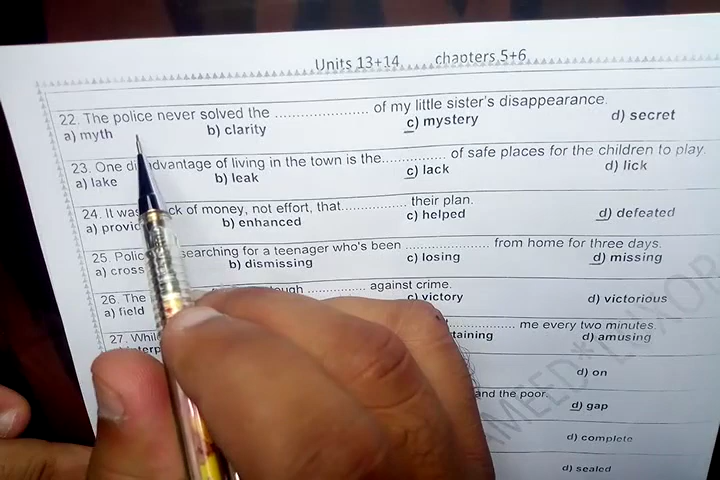 Units 13+14 chapters 5+6
22. The police never solved the ........................ of my little sister's disappearance.
a) myth b) clarity c) mystery d) secret
23. One disadvantage of living in the town is the................ of safe places for the children to play.
a) lake b) leak c) lack d) lick
24. It was ck of money, not effort, that................. their plan.
a) provid b) enhanced c) helped d) defeated
25. Polic searching for a teenager who's been ...................... from home for three days.
a) cross b) dismissing c) losing d) missing
26. The ough ............... against crime.
a) field c) victory d) victorious
27. Whil ................ me every two minutes.
taining d) amusing
d) on
and the poor.
d) gap
d) complete
d) sealed